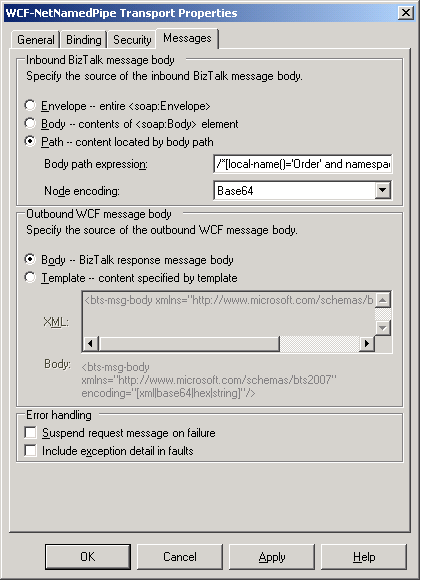 WCF-NetNamedPipe Transport Properties
General Binding Security Messages
Inbound BizTalk message body
Specify the source of the inbound BizTalk message body.
Envelope -- entire <soap:Envelope>
Body -- contents of <soap:Body> element
Path -- content located by body path
Body path expression: /*[local-name()='Order' and namespac
Node encoding: Base64
Outbound WCF message body
Specify the source of the outbound WCF message body.
Body -- BizTalk response message body
Template -- content specified by template
<bts-msg-body xmlns="http://www.microsoft.com/schemas/b
XML:
Body: <bts-msg-body
xmlns="http://www.microsoft.com/schemas/bts2007"
encoding="[xml|base64|hex|string]"/>
Error handling
Suspend request message on failure
Include exception detail in faults
OK Cancel Apply Help